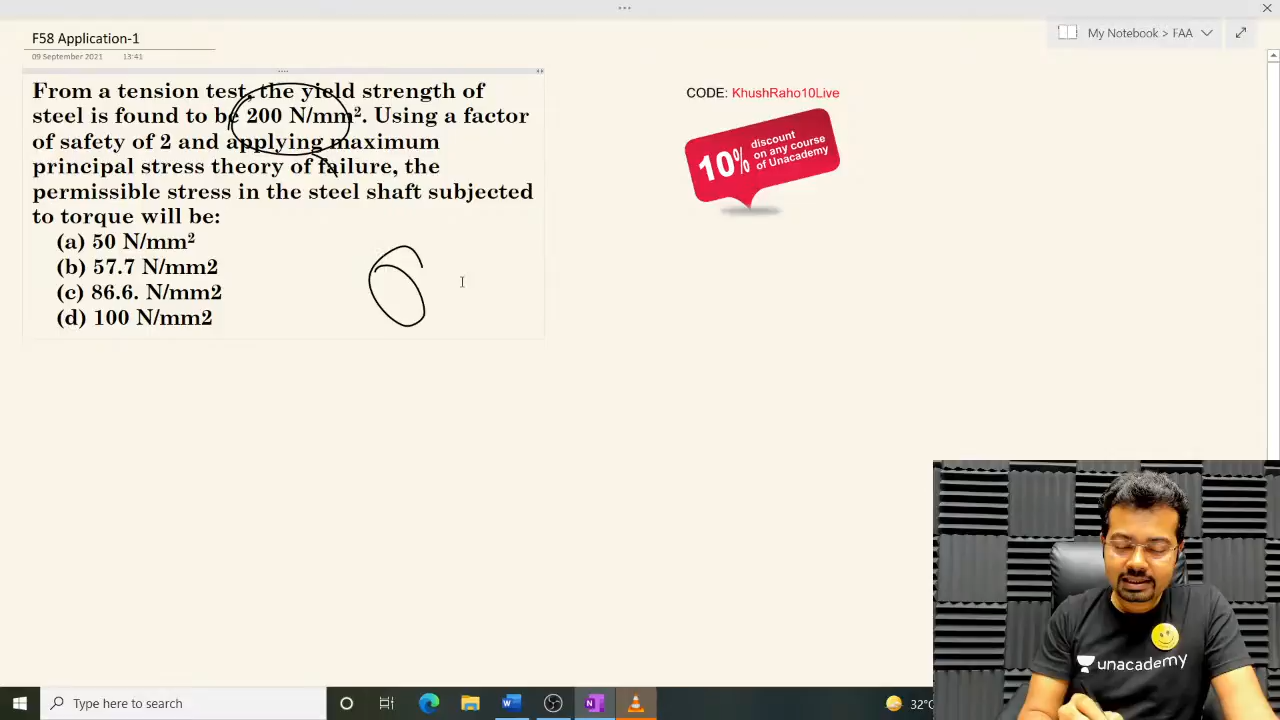 My Notebook > FAA
F58 Application-1
09 September 2021 13:41
From a tension test, the yield strength of
steel is found to be 200 N/mm². Using a factor
of safety of 2 and applying maximum
principal stress theory of failure, the
permissible stress in the steel shaft subjected
to torque will be:
(a) 50 N/mm²
(b) 57.7 N/mm2
(c) 86.6. N/mm2
(d) 100 N/mm2
CODE: KhushRaho10Live
10% discount
on any course
of Unacademy
unacademy
Type here to search
32°C